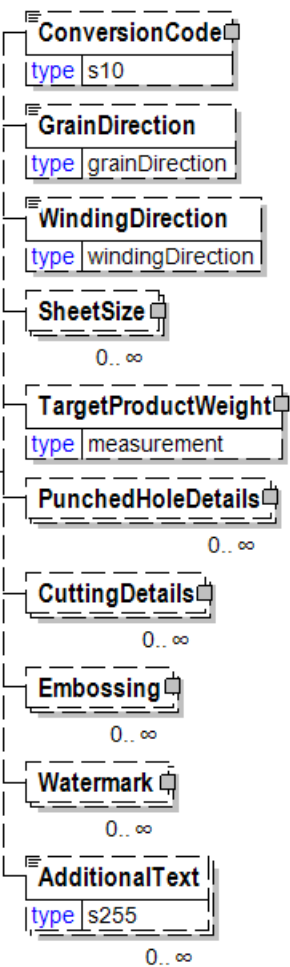 ConversionCode
type s10
GrainDirection
type grainDirection
WindingDirection
type windingDirection
SheetSize
0.. ∞
TargetProductWeight
type measurement
PunchedHoleDetails
0.. ∞
CuttingDetails
0.. ∞
Embossing
0.. ∞
Watermark
0.. ∞
AdditionalText
type s255
0.. ∞